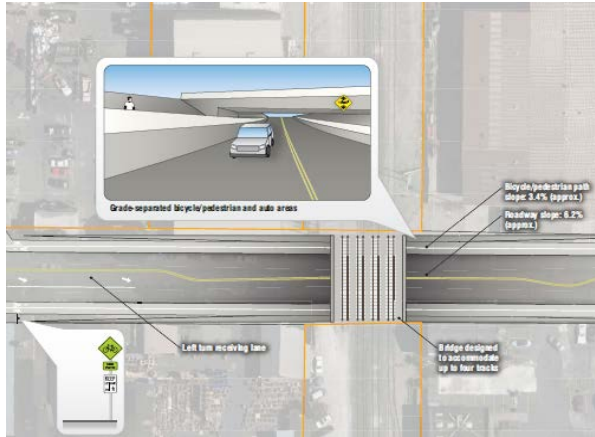 Grade-separated bicycle/pedestrian and auto areas
Bicycle/pedestrian path
slope: 3.4% (approx.)
Roadway slope: 6.2%
(approx.)
Left turn receiving lane
Bridge designed
to accommodate
up to four tracks
KEEP